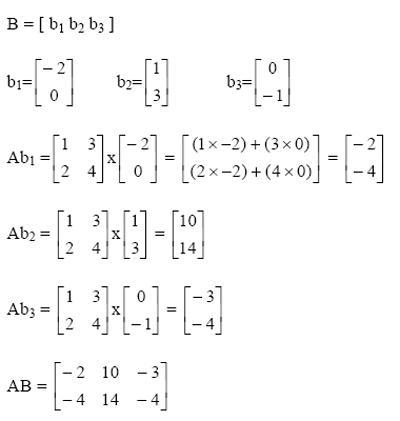 B = [ b₁ b₂ b₃ ]
b₁= [ −2 ; 0 ] b₂= [ 1 ; 3 ] b₃= [ 0 ; −1 ]
Ab₁ = [ 1 3 ; 2 4 ] x [ −2 ; 0 ] = [ (1×−2)+(3×0) ; (2×−2)+(4×0) ] = [ −2 ; −4 ]
Ab₂ = [ 1 3 ; 2 4 ] x [ 1 ; 3 ] = [ 10 ; 14 ]
Ab₃ = [ 1 3 ; 2 4 ] x [ 0 ; −1 ] = [ −3 ; −4 ]
AB = [ −2 10 −3 ; −4 14 −4 ]